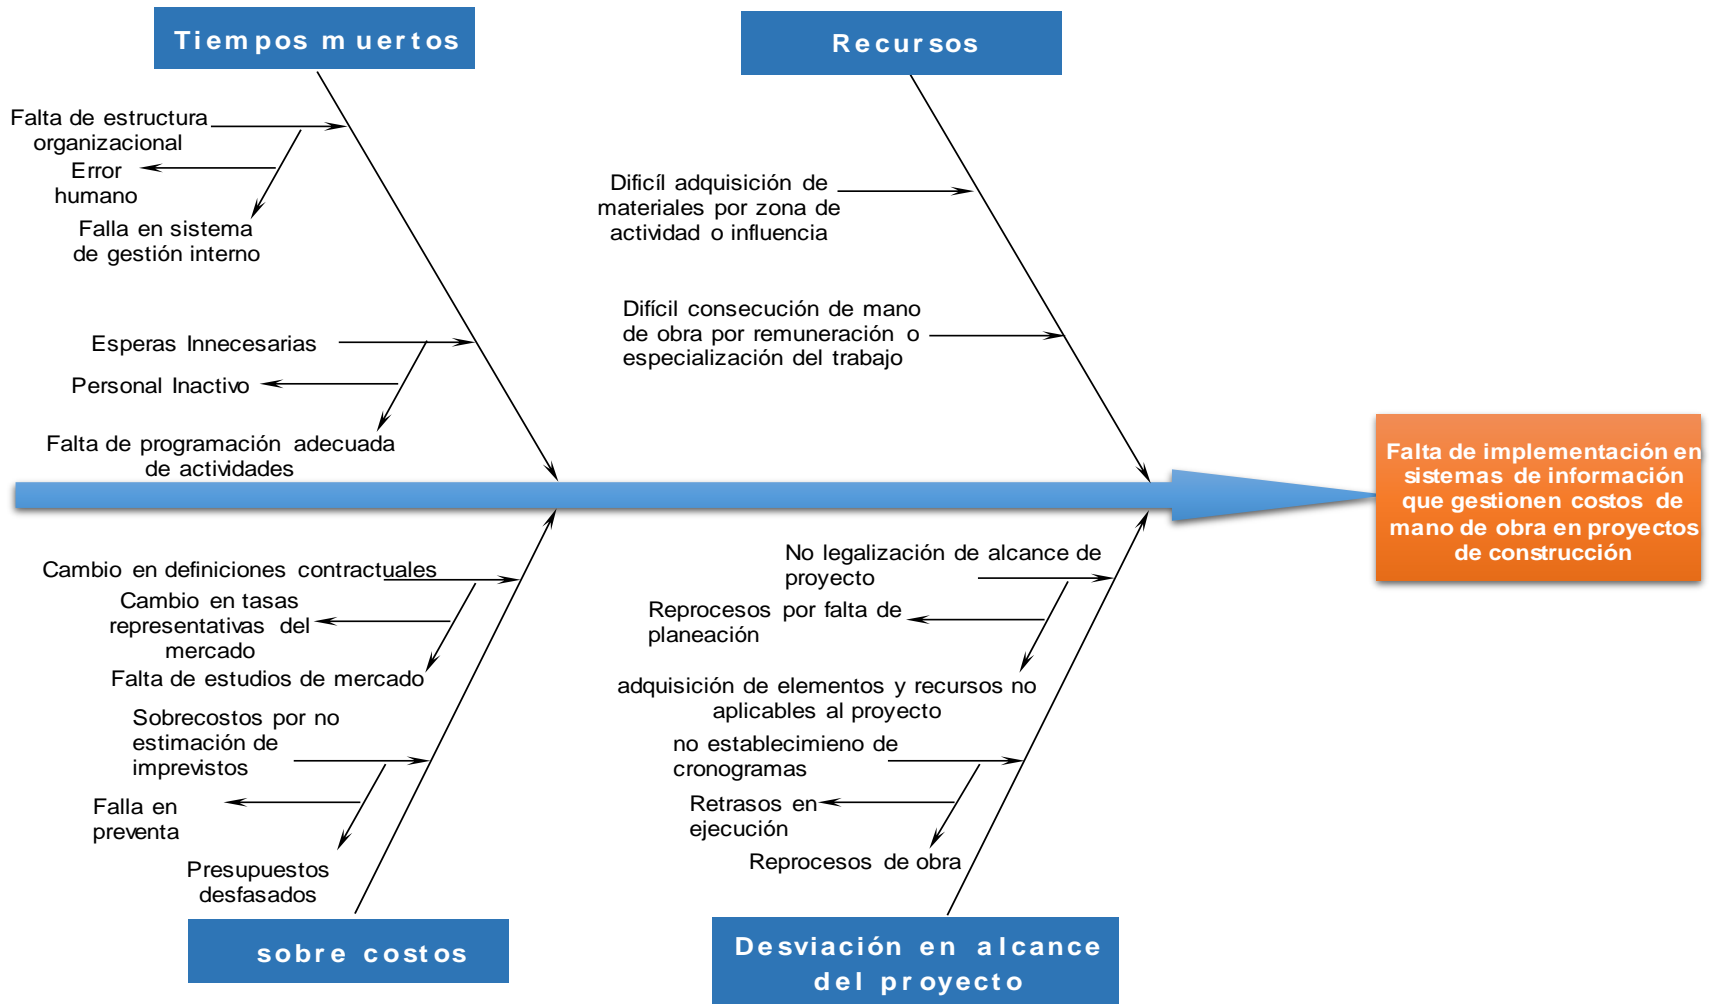 Tiempos muertos
Recursos
Falta de estructura
organizacional
Error
humano
Falla en sistema
de gestión interno
Esperas Innecesarias
Personal Inactivo
Falta de programación adecuada
de actividades
Dificíl adquisición de
materiales por zona de
actividad o influencia
Difícil consecución de mano
de obra por remuneración o
especialización del trabajo
Falta de implementación en
sistemas de información
que gestionen costos de
mano de obra en proyectos
de construcción
Cambio en definiciones contractuales
Cambio en tasas
representativas del
mercado
Falta de estudios de mercado
Sobrecostos por no
estimación de
imprevistos
Falla en
preventa
Presupuestos
desfasados
No legalización de alcance de
proyecto
Reprocesos por falta de
planeación
adquisición de elementos y recursos no
aplicables al proyecto
no establecimieno de
cronogramas
Retrasos en
ejecución
Reprocesos de obra
sobre costos
Desviación en alcance
del proyecto